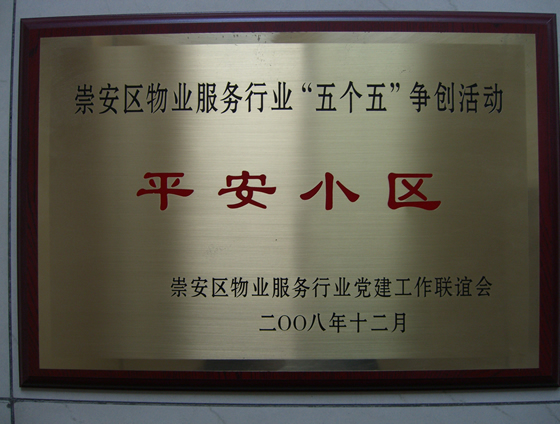 崇安区物业服务行业“五个五”争创活动
平安小区
崇安区物业服务行业党建工作联谊会
二〇〇八年十二月